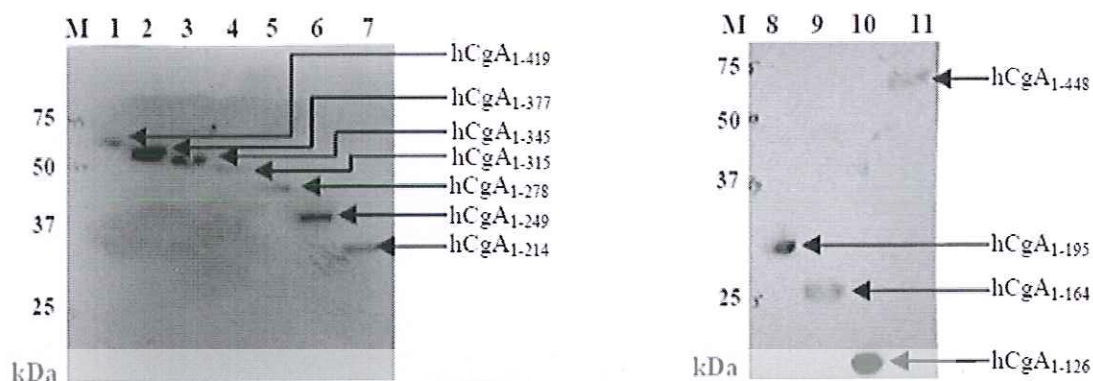 M 1 2 3 4 5 6 7
hCgA1-419
hCgA1-377
hCgA1-345
hCgA1-315
hCgA1-278
hCgA1-249
hCgA1-214
75
50
37
25
kDa
M 8 9 10 11
75
50
37
25
kDa
hCgA1-448
hCgA1-195
hCgA1-164
hCgA1-126